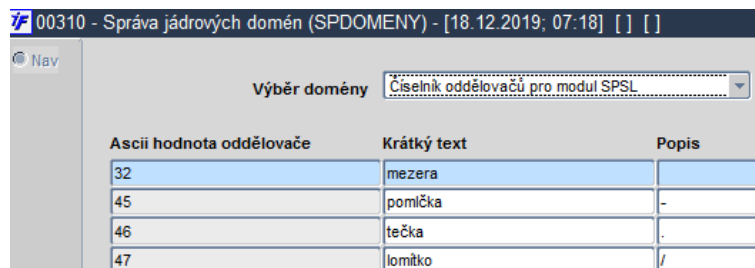 00310 - Správa jádrových domén (SPDOMENY) - [18.12.2019; 07:18] [ ] [ ]
Nav
Výběr domény Číselník oddělovačů pro modul SPSL
Ascii hodnota oddělovače Krátký text Popis
32 mezera
45 pomlčka -
46 tečka .
47 lomítko /